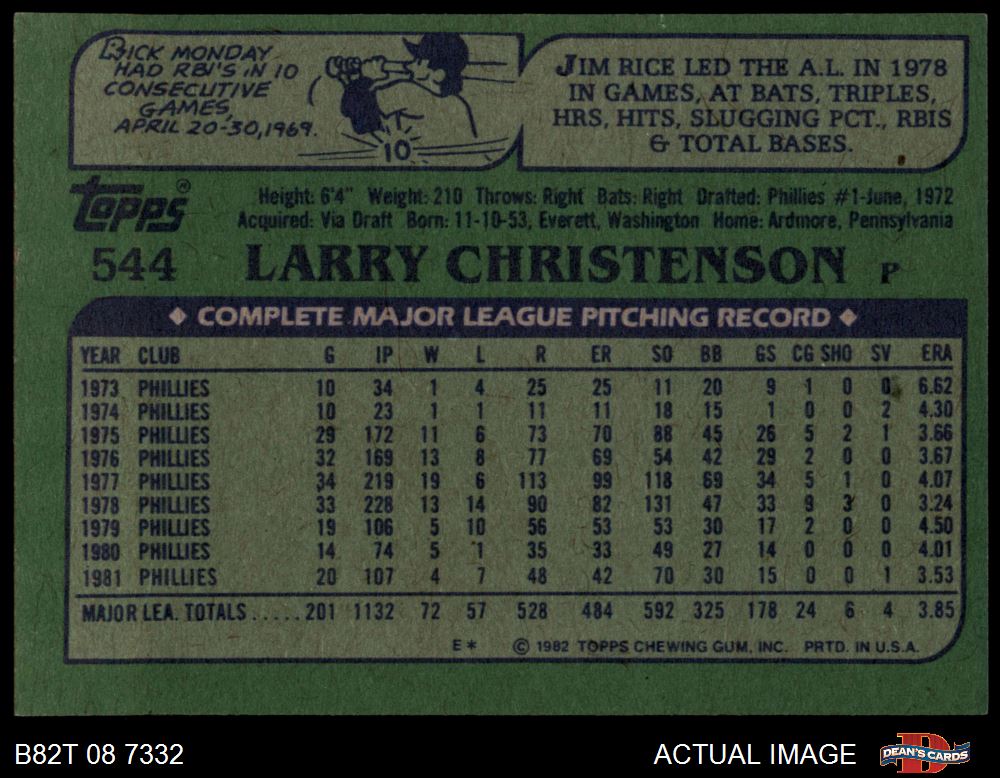 RICK MONDAY
HAD RBI'S IN 10
CONSECUTIVE
GAMES,
APRIL 20-30, 1969.
10
JIM RICE LED THE A.L. IN 1978
IN GAMES, AT BATS, TRIPLES,
HRS, HITS, SLUGGING PCT., RBIS
& TOTAL BASES.
Topps®
Height: 6'4" Weight: 210 Throws: Right Bats: Right Drafted: Phillies #1-June, 1972
Acquired: Via Draft Born: 11-10-53, Everett, Washington Home: Ardmore, Pennsylvania
544 LARRY CHRISTENSON P
◆ COMPLETE MAJOR LEAGUE PITCHING RECORD ◆
YEAR CLUB G IP W L R ER SO BB GS CG SHO SV ERA
1973 PHILLIES 10 34 1 4 25 25 11 20 9 1 0 0 6.62
1974 PHILLIES 10 23 1 1 11 11 18 15 1 0 0 2 4.30
1975 PHILLIES 29 172 11 6 73 70 88 45 26 5 2 1 3.66
1976 PHILLIES 32 169 13 8 77 69 54 42 29 2 0 0 3.67
1977 PHILLIES 34 219 19 6 113 99 118 69 34 5 1 0 4.07
1978 PHILLIES 33 228 13 14 90 82 131 47 33 9 3 0 3.24
1979 PHILLIES 19 106 5 10 56 53 53 30 17 2 0 0 4.50
1980 PHILLIES 14 74 5 1 35 33 49 27 14 0 0 0 4.01
1981 PHILLIES 20 107 4 7 48 42 70 30 15 0 0 1 3.53
MAJOR LEA. TOTALS.....201 1132 72 57 528 484 592 325 178 24 6 4 3.85
E* © 1982 TOPPS CHEWING GUM, INC. PRTD. IN U.S.A.
B82T 08 7332 ACTUAL IMAGE D DEAN'S CARDS